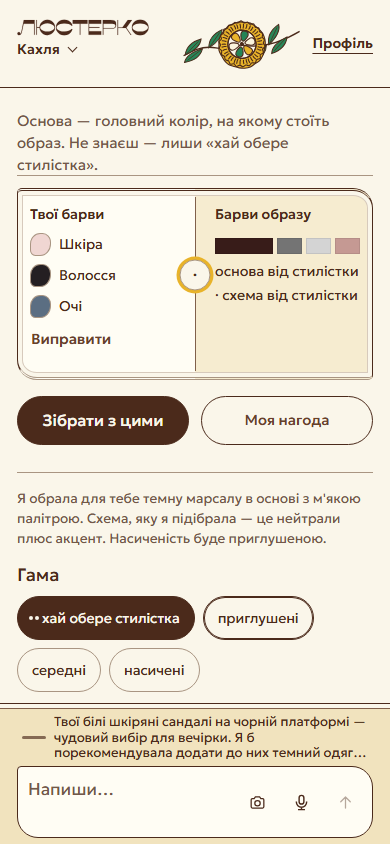 ЛЮСТЕРКО
Кахля
Профіль
Основа — головний колір, на якому стоїть
образ. Не знаєш — лиши «хай обере
стилістка».
Твої барви
Шкіра
Волосся
Очі
Виправити
Барви образу
основа від стилістки
· схема від стилістки
Зібрати з цими
Моя нагода
Я обрала для тебе темну марсалу в основі з м'якою
палітрою. Схема, яку я підібрала — це нейтрали
плюс акцент. Насиченість буде приглушеною.
Гама
•• хай обере стилістка
приглушені
середні
насичені
Твої білі шкіряні сандалі на чорній платформі —
чудовий вибір для вечірки. Я б
порекомендувала додати до них темний одяг…
Напиши…